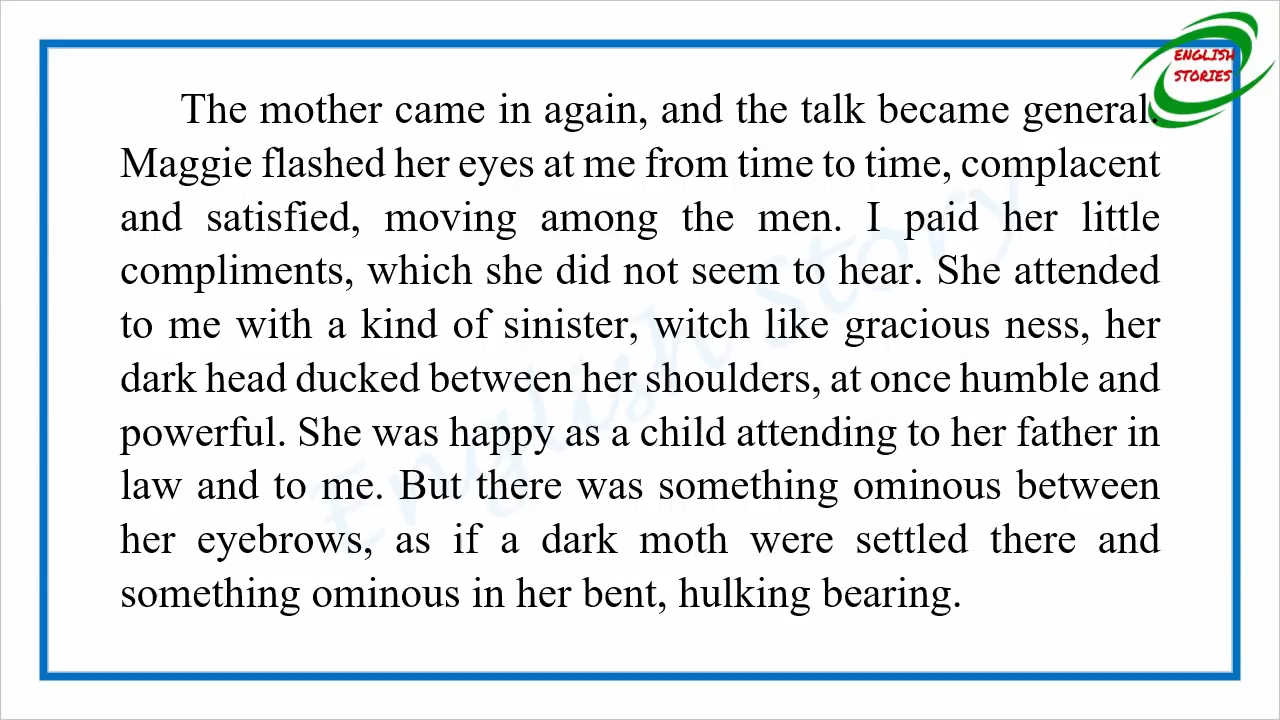 ENGLISH
STORIES
The mother came in again, and the talk became general.
Maggie flashed her eyes at me from time to time, complacent
and satisfied, moving among the men. I paid her little
compliments, which she did not seem to hear. She attended
to me with a kind of sinister, witch like gracious ness, her
dark head ducked between her shoulders, at once humble and
powerful. She was happy as a child attending to her father in
law and to me. But there was something ominous between
her eyebrows, as if a dark moth were settled there and
something ominous in her bent, hulking bearing.
English Story